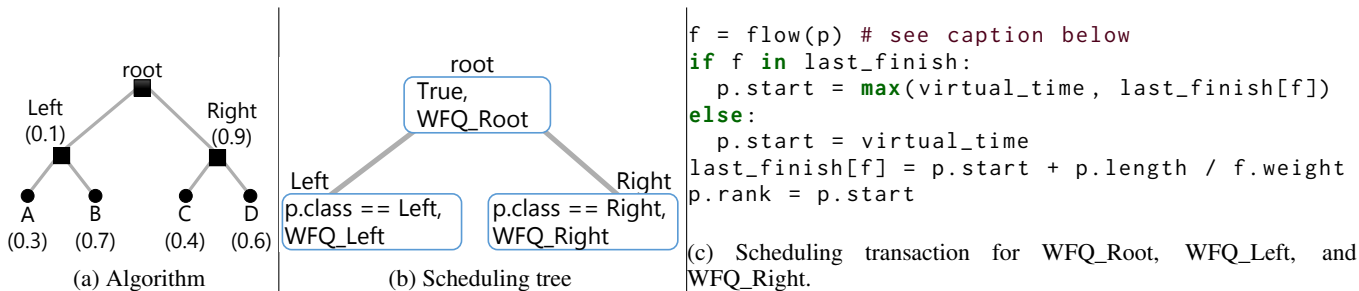 root
Left
(0.1)
Right
(0.9)
A
B
C
D
(0.3)
(0.7)
(0.4)
(0.6)
(a) Algorithm
root
True,
WFQ_Root
Left
Right
p.class == Left,
WFQ_Left
p.class == Right,
WFQ_Right
(b) Scheduling tree
f = flow(p) # see caption below
if f in last_finish:
  p.start = max(virtual_time, last_finish[f])
else:
  p.start = virtual_time
last_finish[f] = p.start + p.length / f.weight
p.rank = p.start
(c) Scheduling transaction for WFQ_Root, WFQ_Left, and
WFQ_Right.